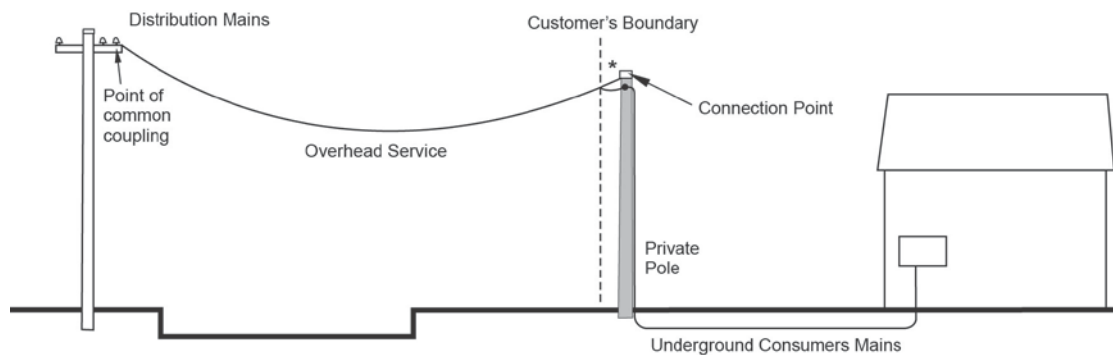 Distribution Mains
Customer's Boundary
*
Point of
common
coupling
Connection Point
Overhead Service
Private
Pole
Underground Consumers Mains